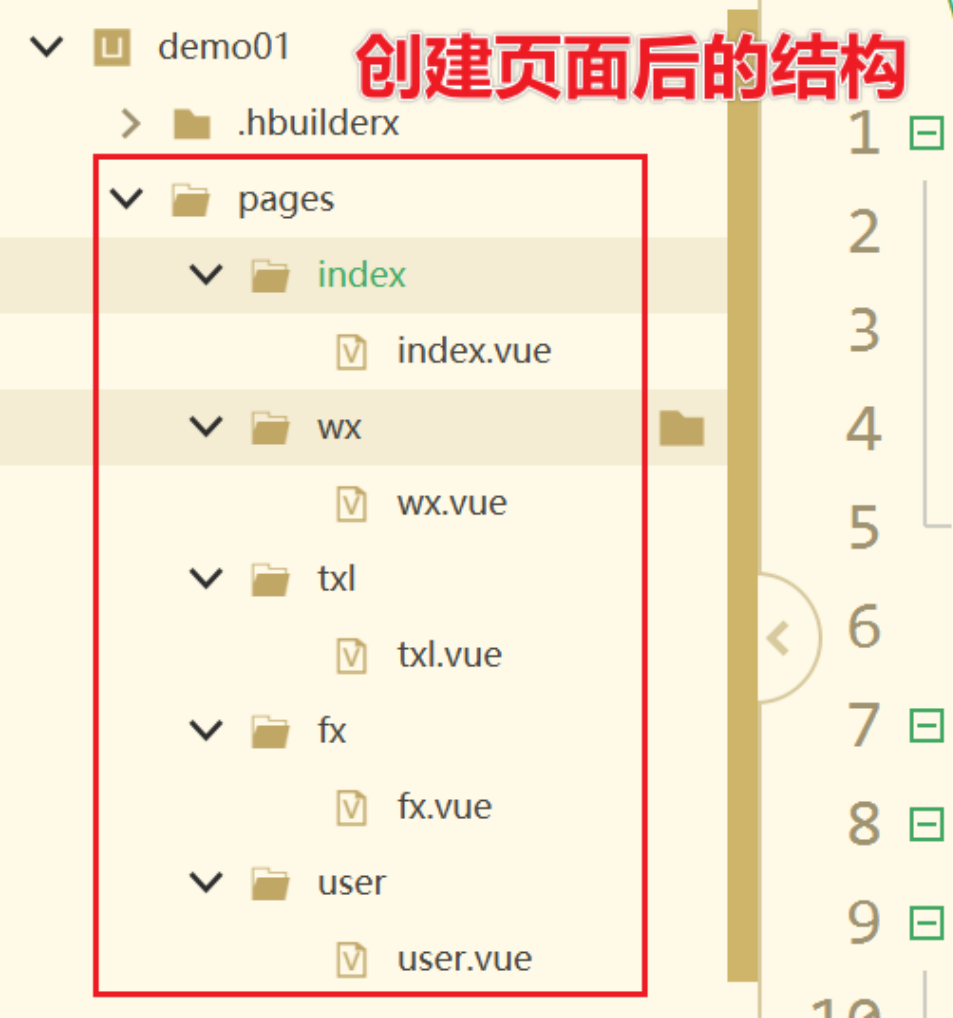 demo01
创建页面后的结构
.hbuilderx
pages
index
index.vue
wx
wx.vue
txl
txl.vue
fx
fx.vue
user
user.vue
1
2
3
4
5
6
7
8
9
10